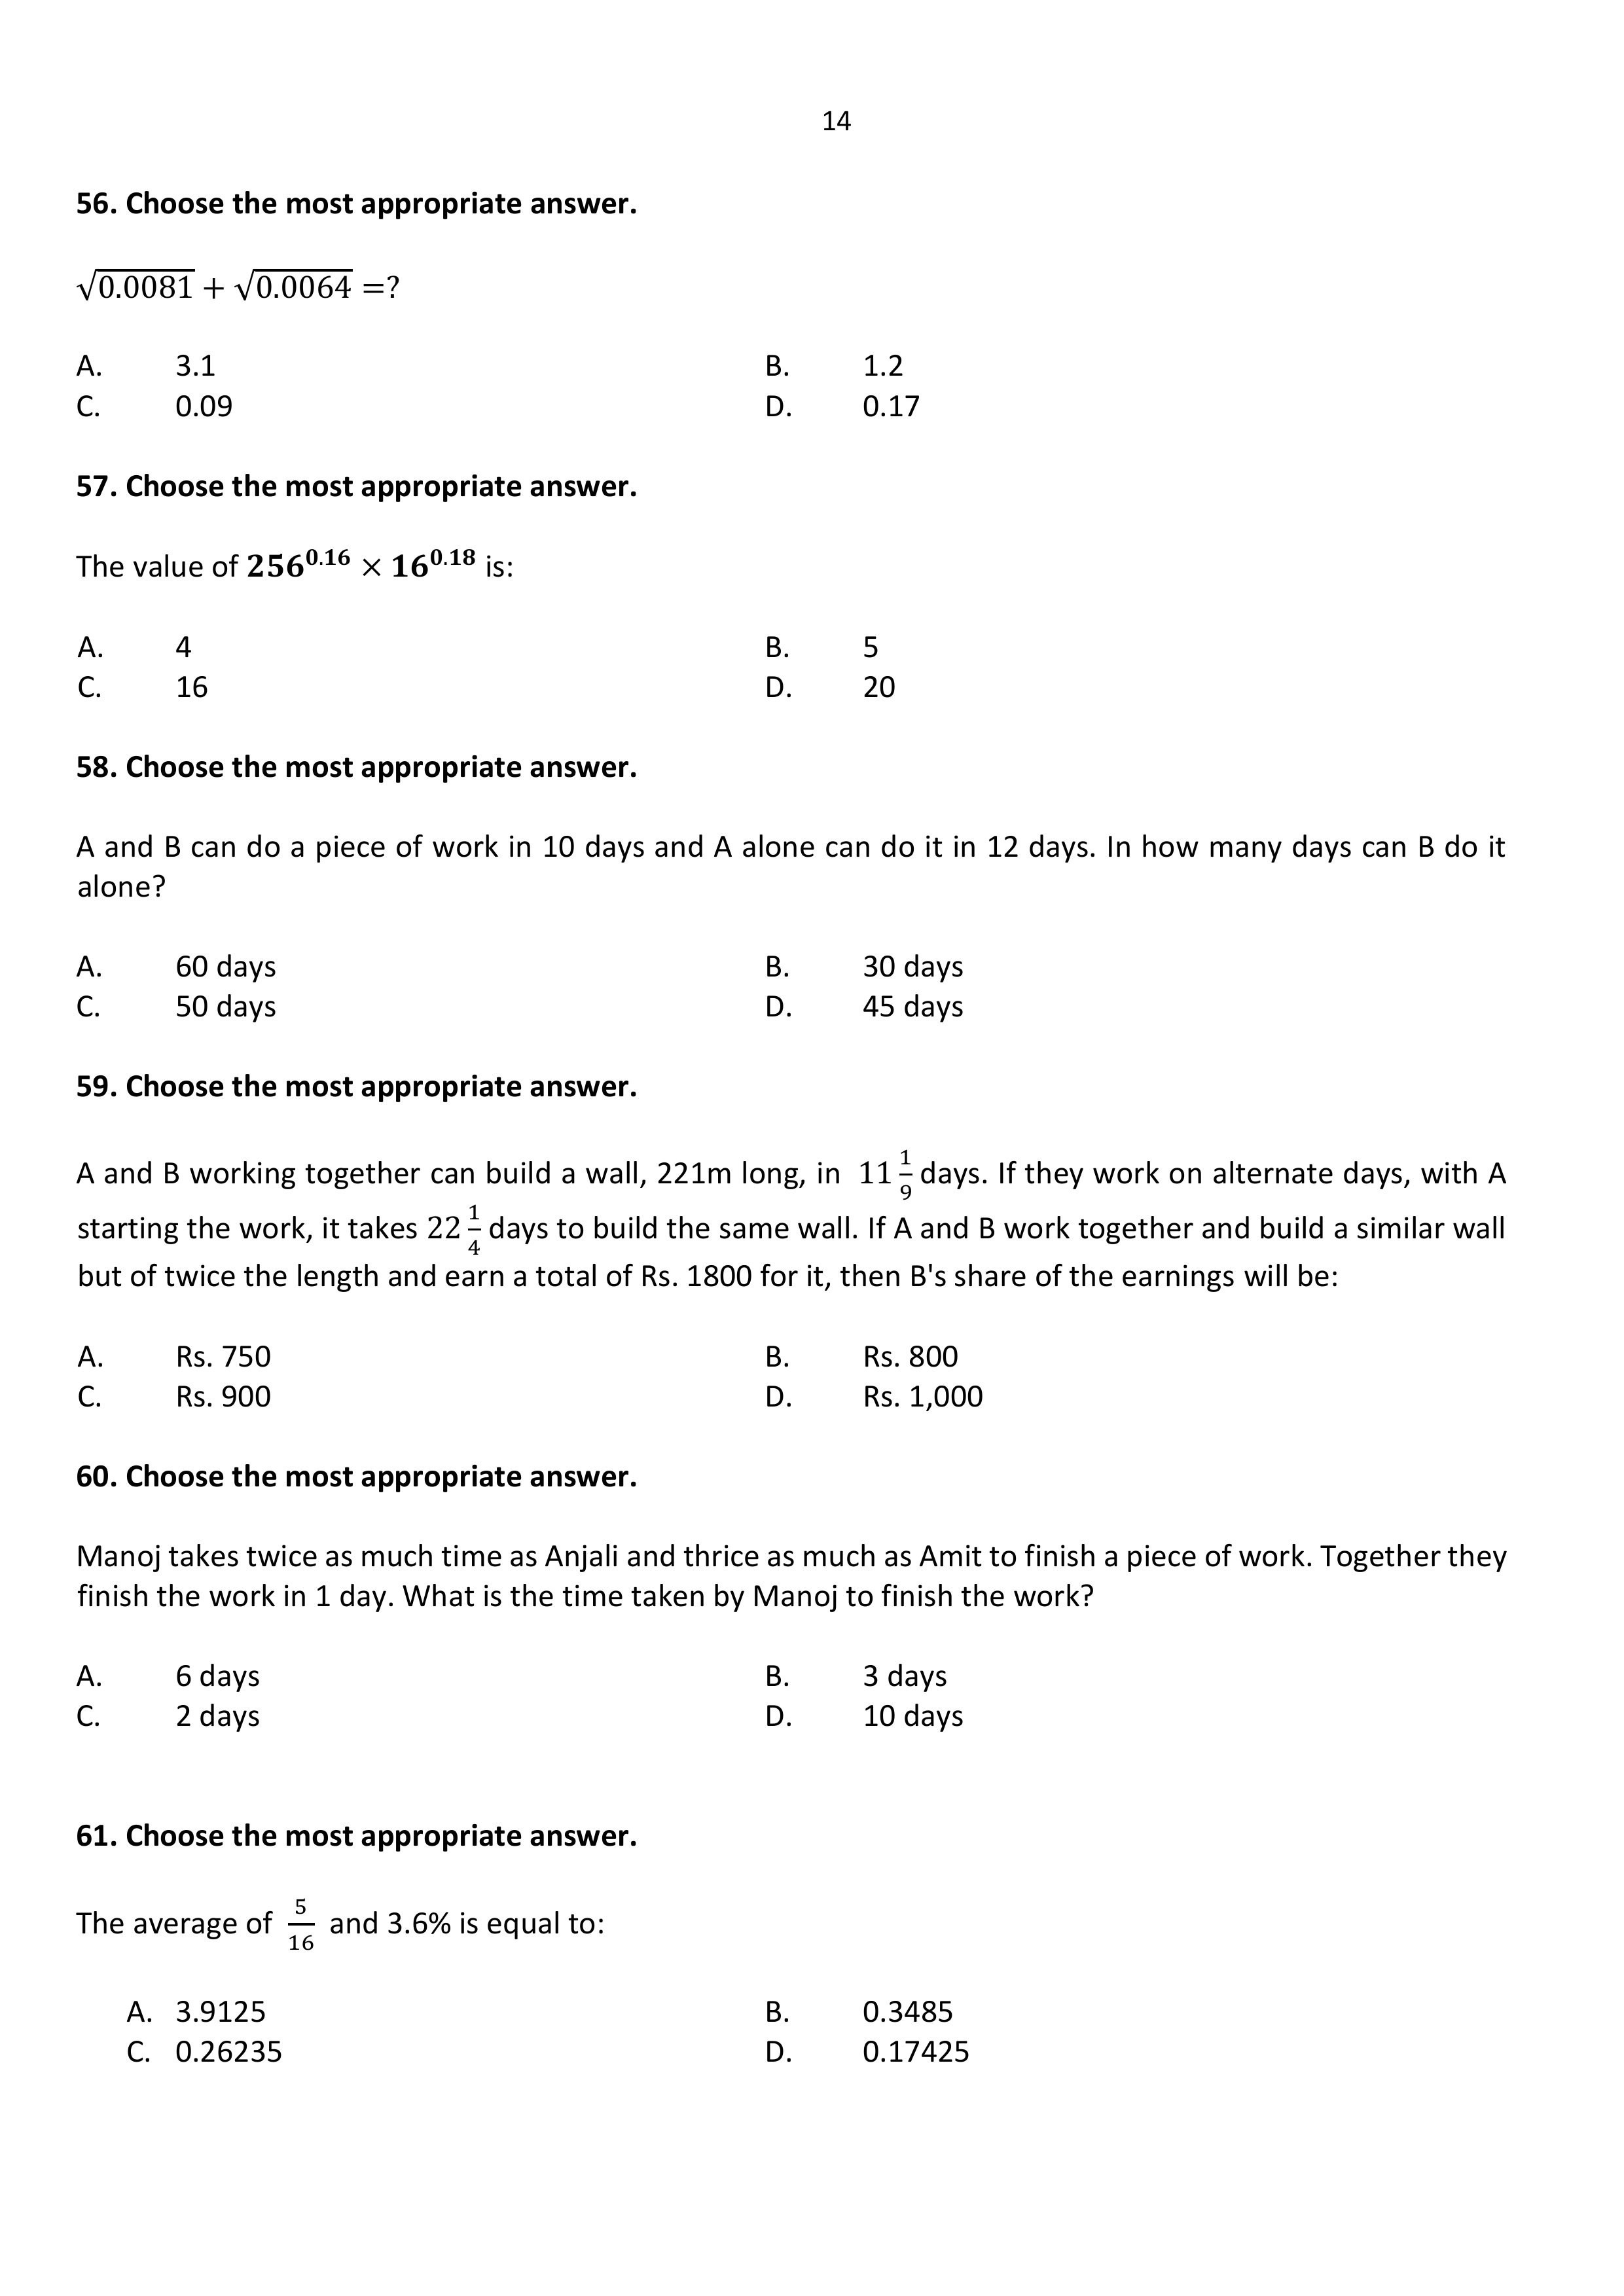 14
56. Choose the most appropriate answer.
√0.0081 + √0.0064 =?
A. 3.1 B. 1.2
C. 0.09 D. 0.17
57. Choose the most appropriate answer.
The value of 256^0.16 × 16^0.18 is:
A. 4 B. 5
C. 16 D. 20
58. Choose the most appropriate answer.
A and B can do a piece of work in 10 days and A alone can do it in 12 days. In how many days can B do it
alone?
A. 60 days B. 30 days
C. 50 days D. 45 days
59. Choose the most appropriate answer.
A and B working together can build a wall, 221m long, in 11 1/9 days. If they work on alternate days, with A
starting the work, it takes 22 1/4 days to build the same wall. If A and B work together and build a similar wall
but of twice the length and earn a total of Rs. 1800 for it, then B's share of the earnings will be:
A. Rs. 750 B. Rs. 800
C. Rs. 900 D. Rs. 1,000
60. Choose the most appropriate answer.
Manoj takes twice as much time as Anjali and thrice as much as Amit to finish a piece of work. Together they
finish the work in 1 day. What is the time taken by Manoj to finish the work?
A. 6 days B. 3 days
C. 2 days D. 10 days
61. Choose the most appropriate answer.
The average of 5/16 and 3.6% is equal to:
A. 3.9125 B. 0.3485
C. 0.26235 D. 0.17425